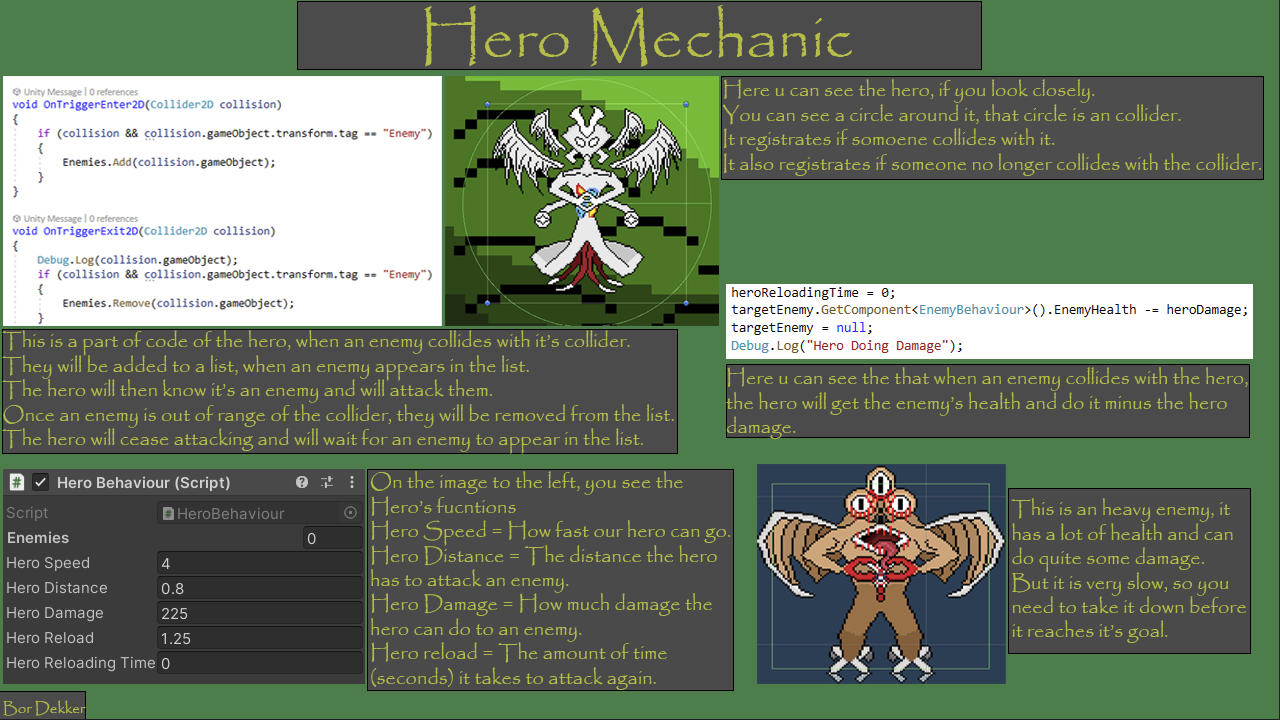 Hero Mechanic
Unity Message | 0 references
void OnTriggerEnter2D(Collider2D collision)
{
if (collision && collision.gameObject.transform.tag == "Enemy")
{
Enemies.Add(collision.gameObject);
}
}
Unity Message | 0 references
void OnTriggerExit2D(Collider2D collision)
{
Debug.Log(collision.gameObject);
if (collision && collision.gameObject.transform.tag == "Enemy")
{
Enemies.Remove(collision.gameObject);
}
Here u can see the hero, if you look closely.
You can see a circle around it, that circle is an collider.
It registrates if somoene collides with it.
It also registrates if someone no longer collides with the collider.
This is a part of code of the hero, when an enemy collides with it's collider.
They will be added to a list, when an enemy appears in the list.
The hero will then know it's an enemy and will attack them.
Once an enemy is out of range of the collider, they will be removed from the list.
The hero will cease attacking and will wait for an enemy to appear in the list.
heroReloadingTime = 0;
targetEnemy.GetComponent<EnemyBehaviour>().EnemyHealth -= heroDamage;
targetEnemy = null;
Debug.Log("Hero Doing Damage");
Here u can see the that when an enemy collides with the hero,
the hero will get the enemy's health and do it minus the hero
damage.
Hero Behaviour (Script)
Script HeroBehaviour
Enemies 0
Hero Speed 4
Hero Distance 0.8
Hero Damage 225
Hero Reload 1.25
Hero Reloading Time 0
On the image to the left, you see the
Hero's fucntions
Hero Speed = How fast our hero can go.
Hero Distance = The distance the hero
has to attack an enemy.
Hero Damage = How much damage the
hero can do to an enemy.
Hero reload = The amount of time
(seconds) it takes to attack again.
This is an heavy enemy, it
has a lot of health and can
do quite some damage.
But it is very slow, so you
need to take it down before
it reaches it's goal.
Bor Dekker